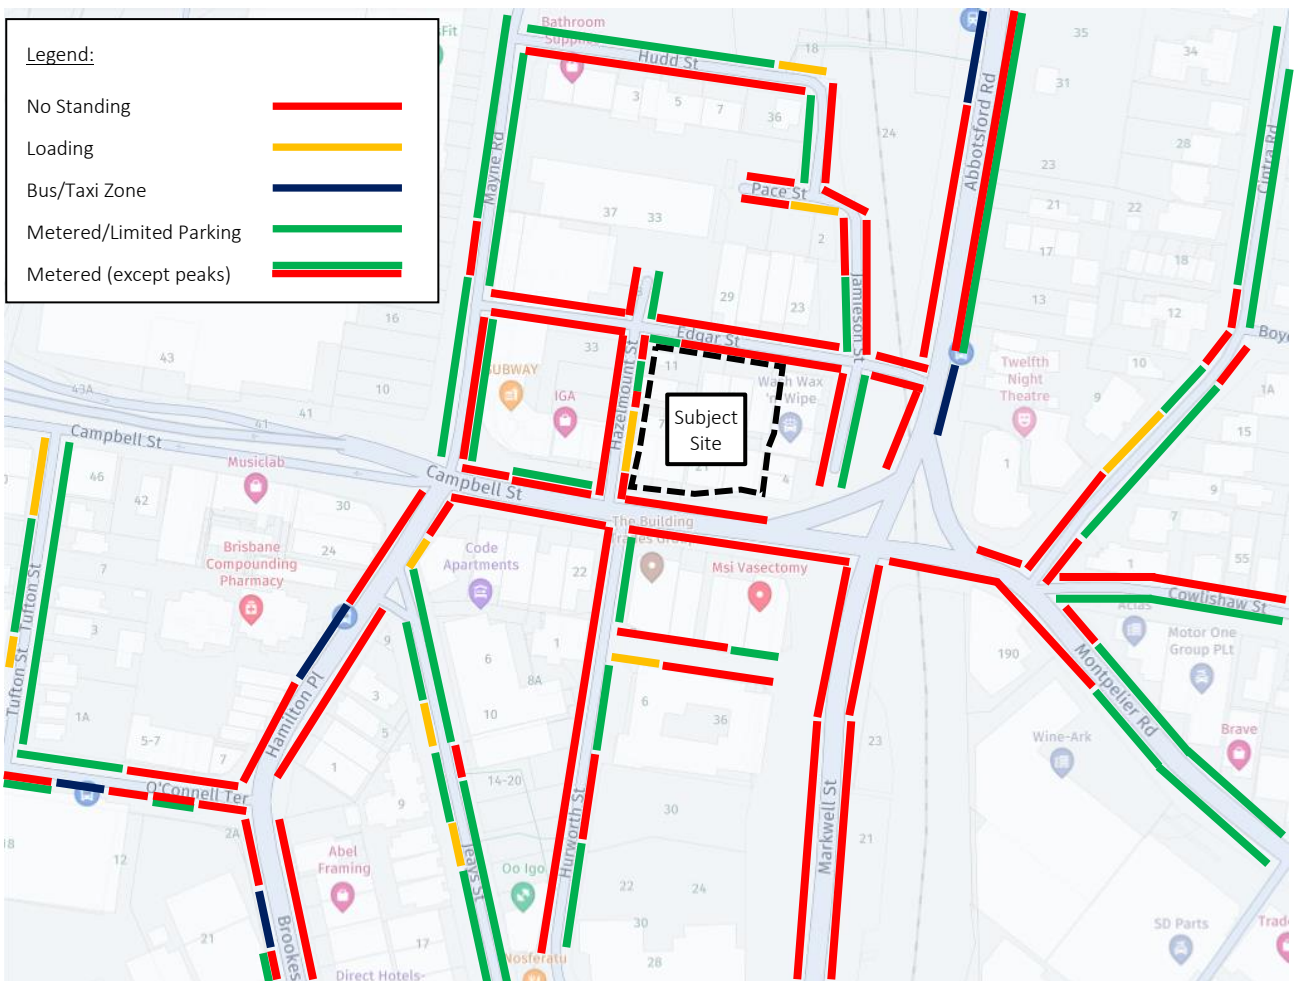 Legend:
No Standing
Loading
Bus/Taxi Zone
Metered/Limited Parking
Metered (except peaks)
Bathroom
Hudd St
18
35
34
31
3
5
7
36
24
28
23
Mayne Rd
Abbotsford Rd
Cintra Rd
Pace St
37
33
2
21
22
17
18
29
23
13
12
16
Jamieson St
Edgar St
33
11
43
43A
10
41
41
SUBWAY
IGA
Hazelmount St
Wash Wax
'n Wipe
Subject
Site
21
4
Twelfth
Night
Theatre
9
10
1A
15
1
9
7
55
1
Campbell St
Musiclab
46
42
30
24
Campbell St
The Building
Brisbane
Compounding
Pharmacy
Code
Apartments
22
Msi Vasectomy
Cowlishaw St
Tufton St
Tufton St
3
9
6
1
8A
10
3
5
1
6
36
190
Motor One
Group PLt
Montpelier Rd
Brave
Wine-Ark
1A
5-7
7
Hamilton Pl
O'Connell Ter
14-20
9
23
30
21
Markwell St
Hurworth St
Jeays St
2A
12
18
Abel
Framing
Oo Igo
22
24
30
28
Nosferatu
21
17
Brookes
Direct Hotels-
SD Parts